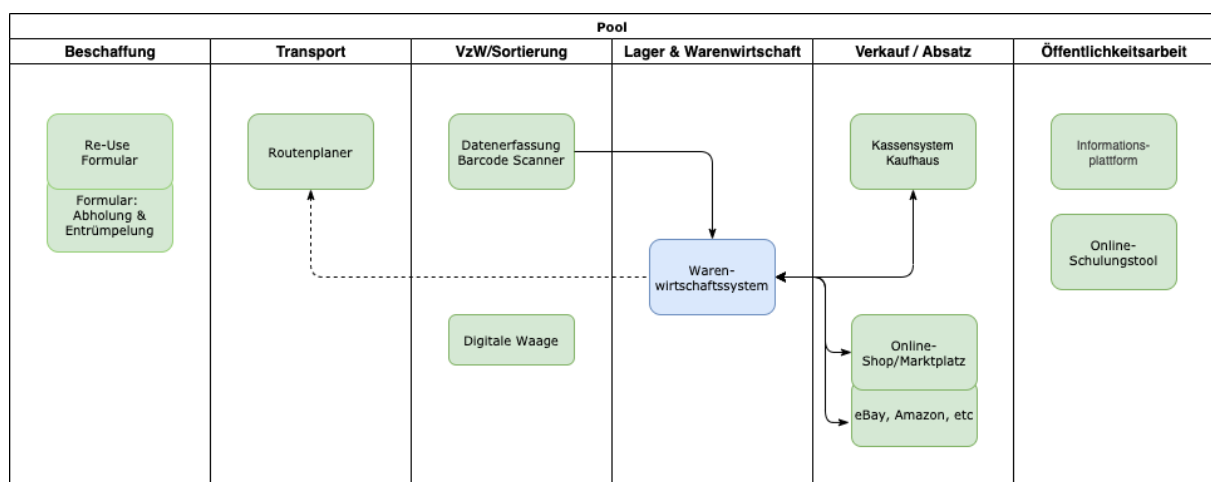 Pool
Beschaffung
Transport
VzW/Sortierung
Lager & Warenwirtschaft
Verkauf / Absatz
Öffentlichkeitsarbeit
Re-Use
Formular
Formular:
Abholung &
Entrümpelung
Routenplaner
Datenerfassung
Barcode Scanner
Digitale Waage
Waren-
wirtschaftssystem
Kassensystem
Kaufhaus
Online-
Shop/Marktplatz
eBay, Amazon, etc
Informations-
plattform
Online-
Schulungstool